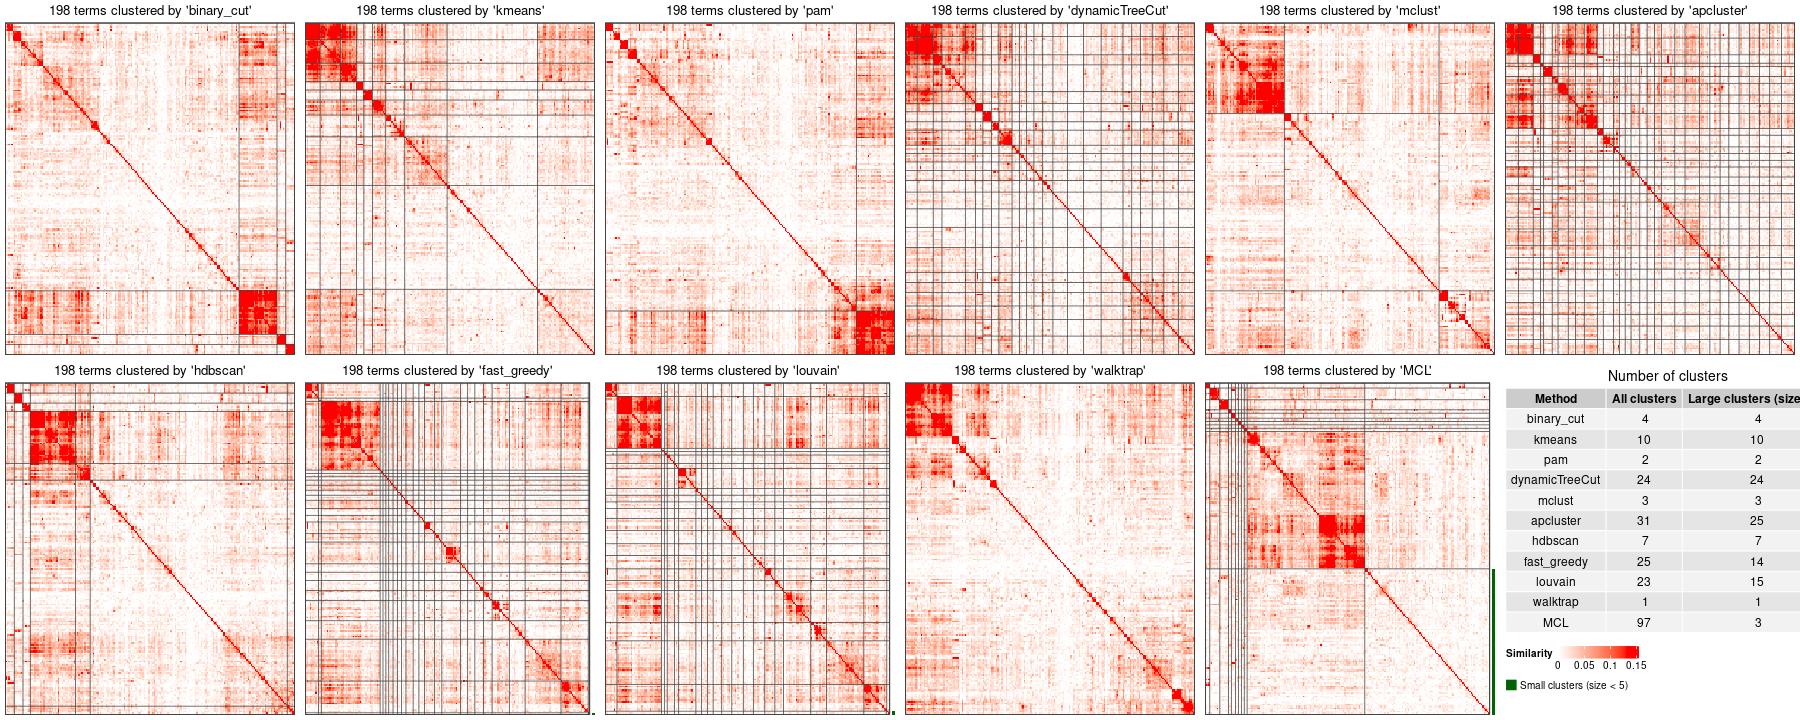 198 terms clustered by 'binary_cut'
198 terms clustered by 'kmeans'
198 terms clustered by 'pam'
198 terms clustered by 'dynamicTreeCut'
198 terms clustered by 'mclust'
198 terms clustered by 'apcluster'
198 terms clustered by 'hdbscan'
198 terms clustered by 'fast_greedy'
198 terms clustered by 'louvain'
198 terms clustered by 'walktrap'
198 terms clustered by 'MCL'
Number of clusters
Method All clusters Large clusters (size
binary_cut 4 4
kmeans 10 10
pam 2 2
dynamicTreeCut 24 24
mclust 3 3
apcluster 31 25
hdbscan 7 7
fast_greedy 25 14
louvain 23 15
walktrap 1 1
MCL 97 3
Similarity
0 0.05 0.1 0.15
Small clusters (size < 5)